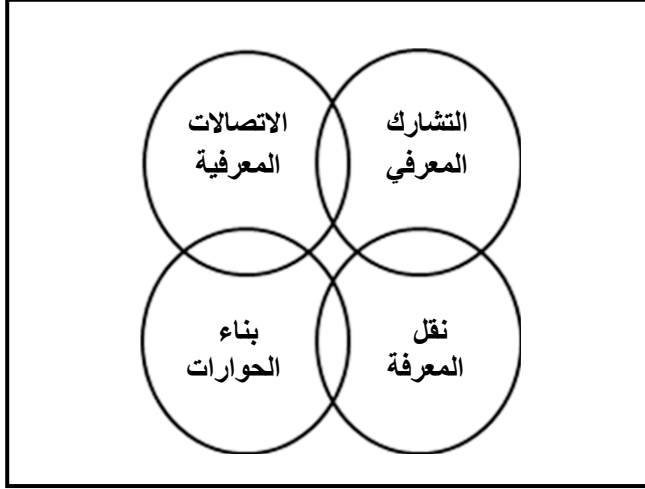 التشارك
المعرفي
الاتصالات
المعرفية
نقل
المعرفة
بناء
الحوارات